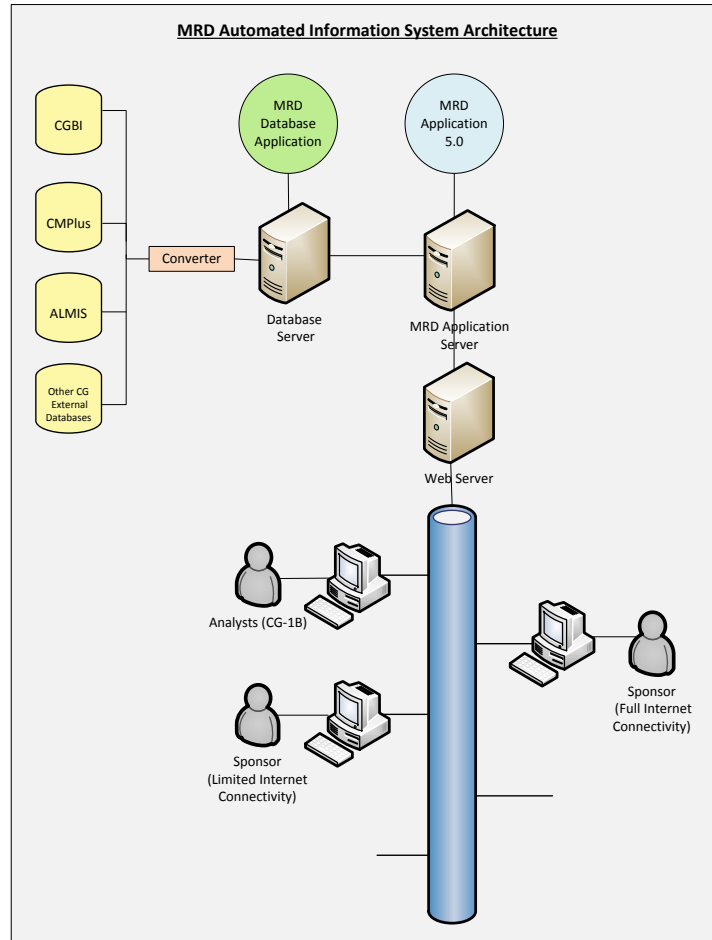 MRD Automated Information System Architecture
CGBI
CMPlus
ALMIS
Other CG
External
Databases
Converter
MRD
Database
Application
MRD
Application
5.0
Database
Server
MRD Application
Server
Web Server
Analysts (CG-1B)
Sponsor
(Full Internet
Connectivity)
Sponsor
(Limited Internet
Connectivity)